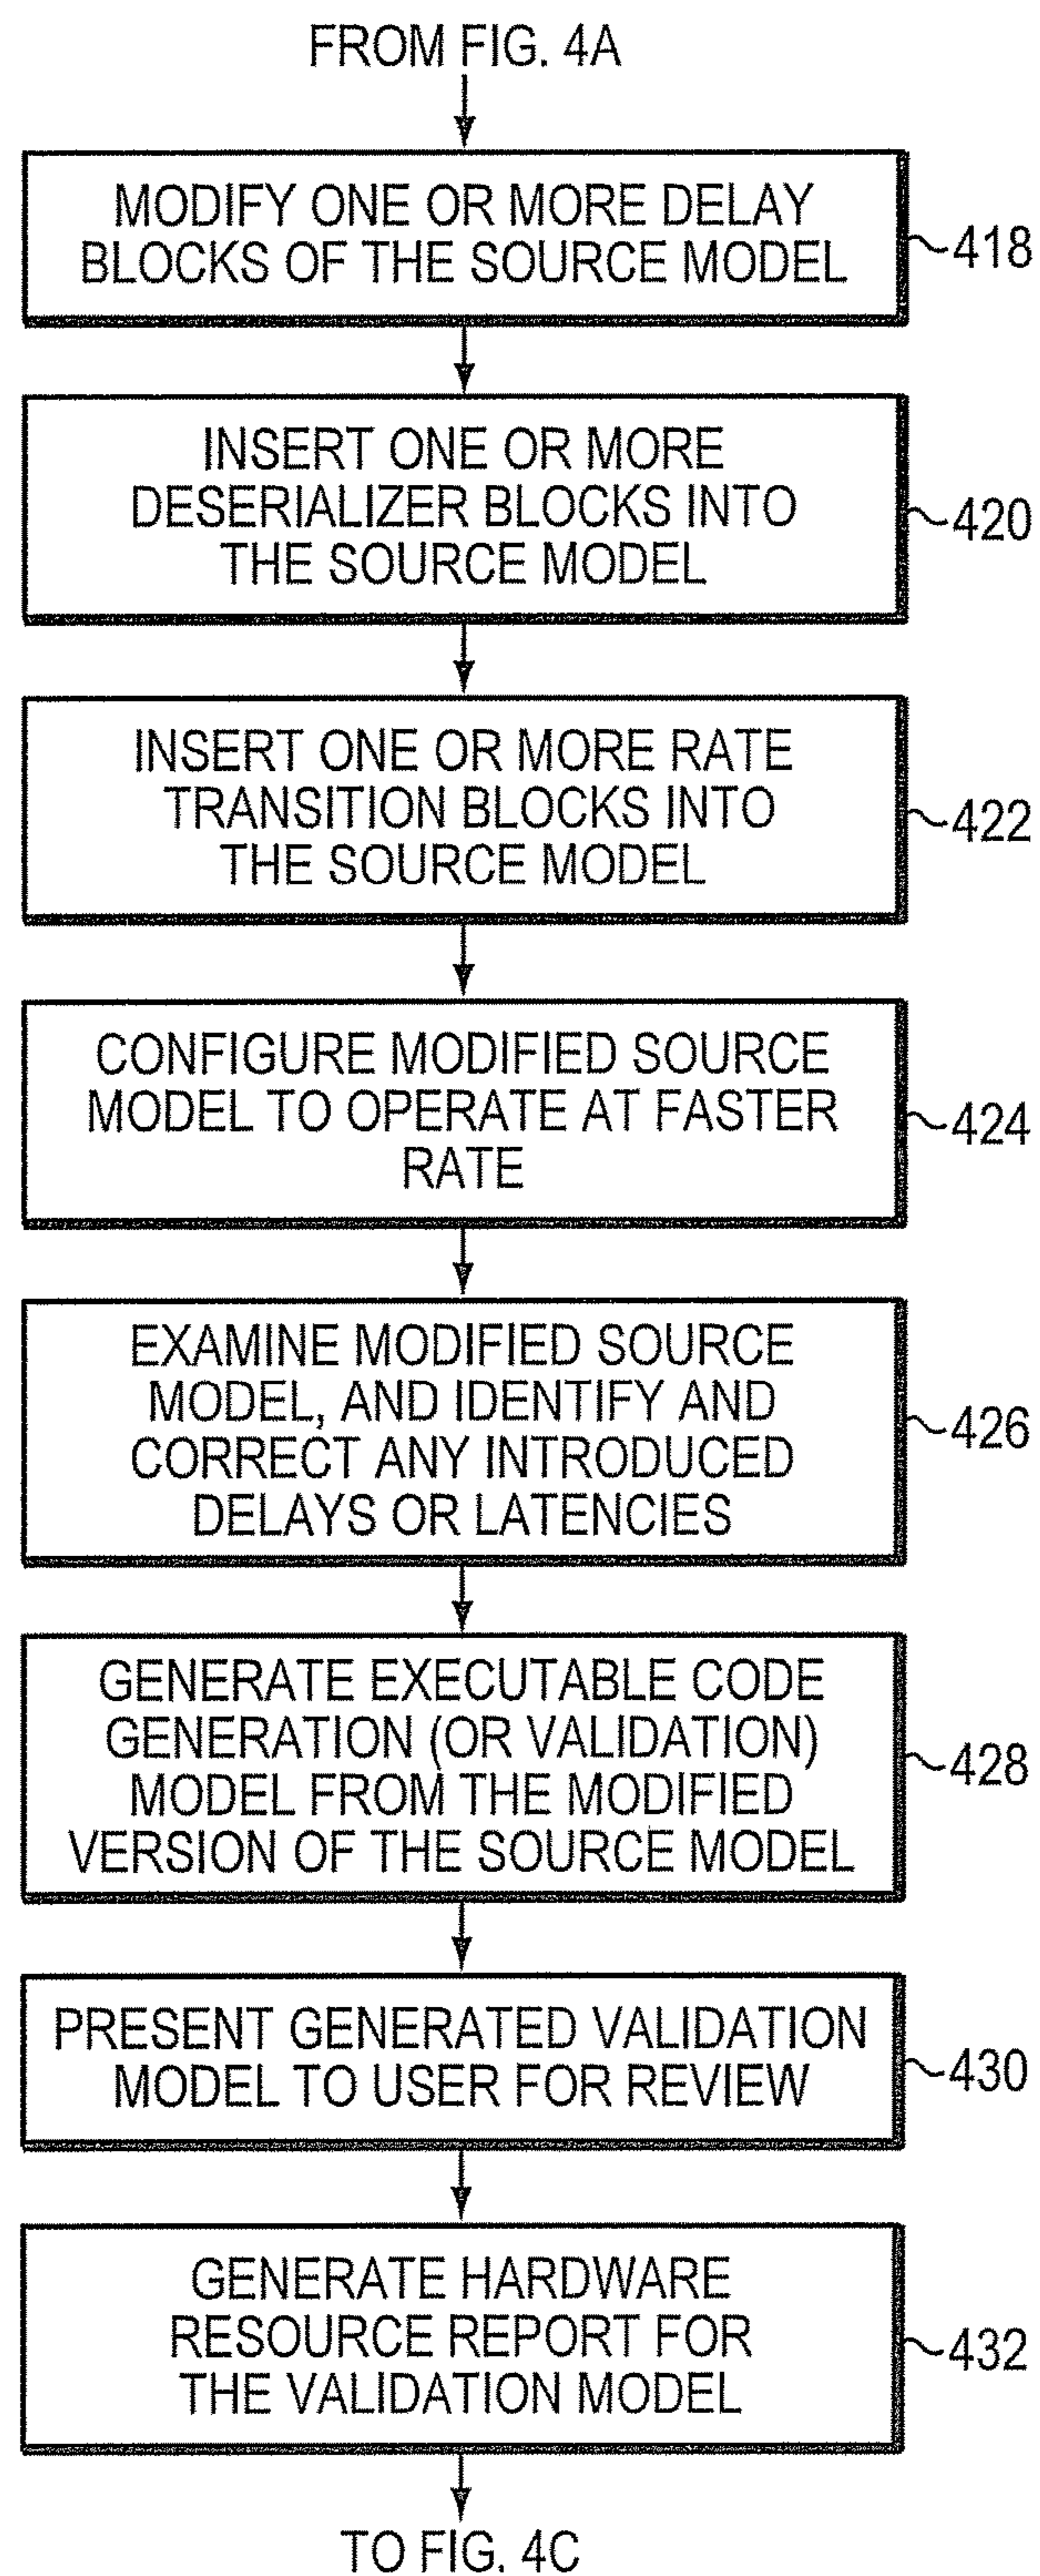 FROM FIG. 4A
MODIFY ONE OR MORE DELAY
BLOCKS OF THE SOURCE MODEL
418
INSERT ONE OR MORE
DESERIALIZER BLOCKS INTO
THE SOURCE MODEL
420
INSERT ONE OR MORE RATE
TRANSITION BLOCKS INTO
THE SOURCE MODEL
422
CONFIGURE MODIFIED SOURCE
MODEL TO OPERATE AT FASTER
RATE
424
EXAMINE MODIFIED SOURCE
MODEL, AND IDENTIFY AND
CORRECT ANY INTRODUCED
DELAYS OR LATENCIES
426
GENERATE EXECUTABLE CODE
GENERATION (OR VALIDATION)
MODEL FROM THE MODIFIED
VERSION OF THE SOURCE MODEL
428
PRESENT GENERATED VALIDATION
MODEL TO USER FOR REVIEW
430
GENERATE HARDWARE
RESOURCE REPORT FOR
THE VALIDATION MODEL
432
TO FIG. 4C